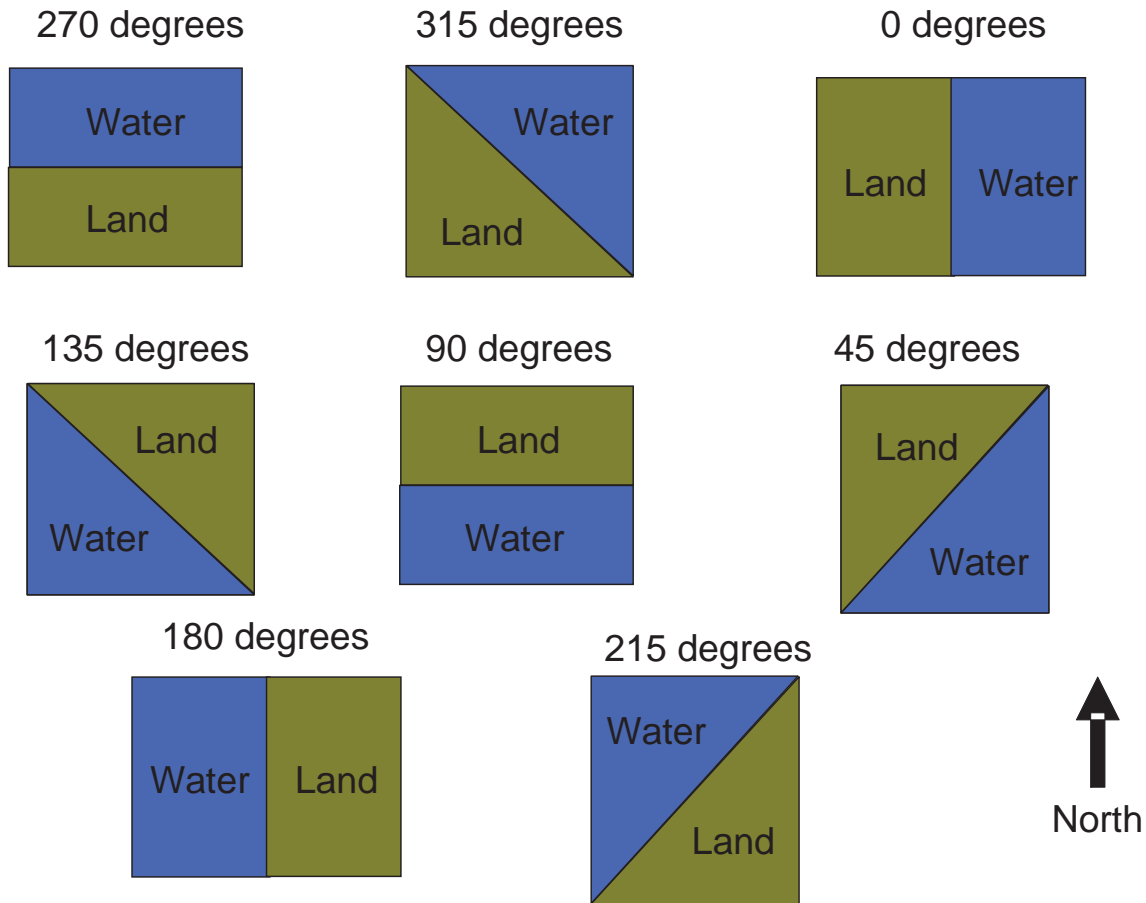 270 degrees
315 degrees
0 degrees
Water
Land
Water
Land
Land
Water
135 degrees
90 degrees
45 degrees
Land
Water
Land
Water
Land
Water
180 degrees
215 degrees
Water
Land
Water
Land
North